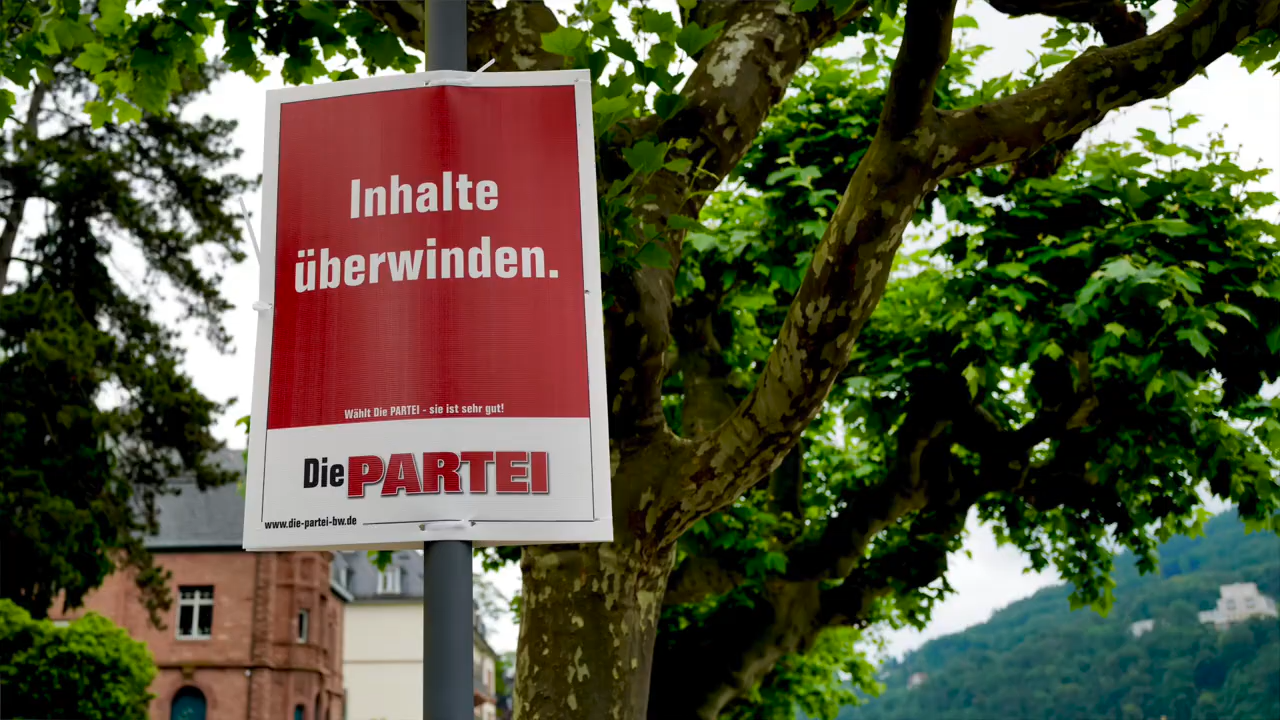 Inhalte
überwinden.
Wählt Die PARTEI - sie ist sehr gut!
Die PARTEI
www.die-partei-bw.de